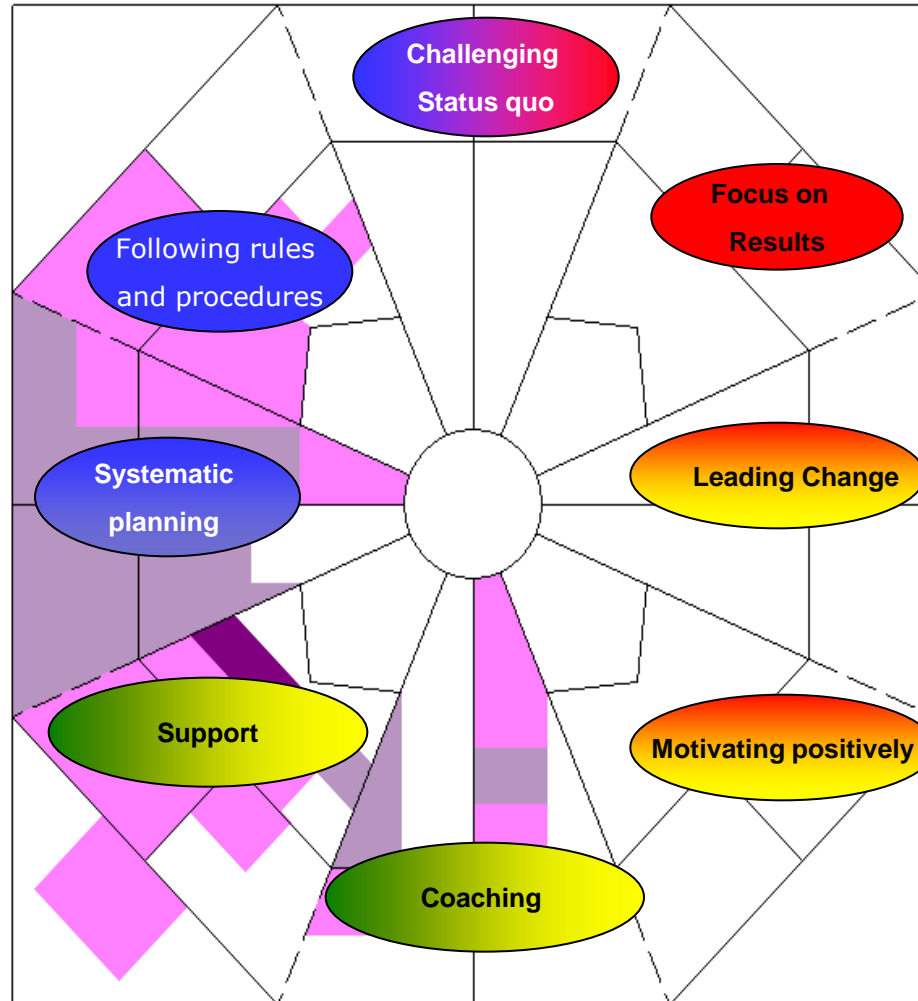 Challenging
Status quo
Focus on
Results
Following rules
and procedures
Systematic
planning
Leading Change
Support
Motivating positively
Coaching